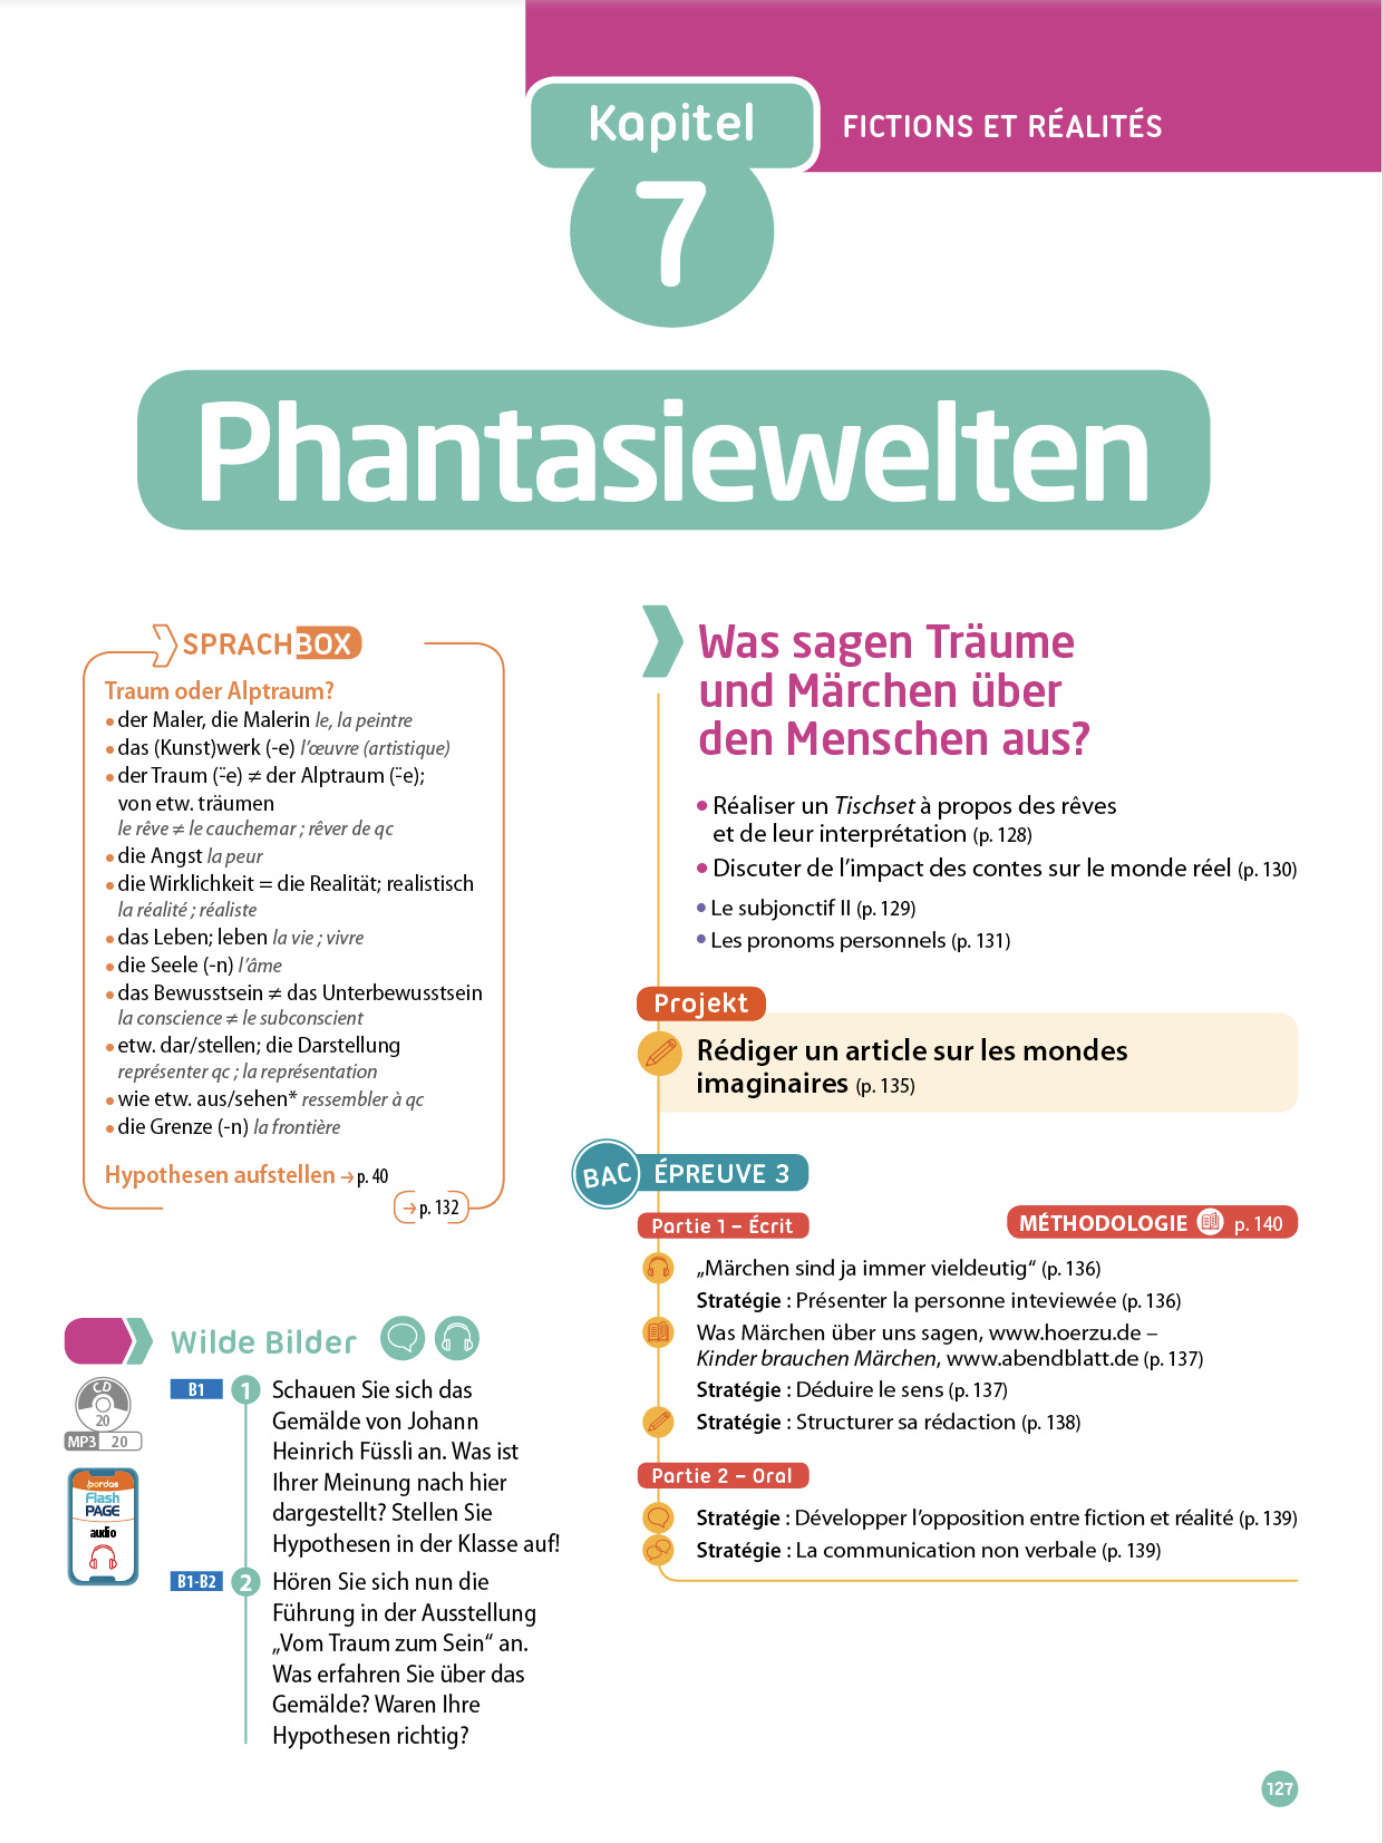 Kapitel
7
FICTIONS ET RÉALITÉS
Phantasiewelten
SPRACHBOX
Traum oder Alptraum?
• der Maler, die Malerin le, la peintre
• das (Kunst)werk (-e) l'œuvre (artistique)
• der Traum (¨-e) ≠ der Alptraum (¨-e);
von etw. träumen
le rêve ≠ le cauchemar ; rêver de qc
• die Angst la peur
• die Wirklichkeit = die Realität; realistisch
la réalité ; réaliste
• das Leben; leben la vie ; vivre
• die Seele (-n) l'âme
• das Bewusstsein ≠ das Unterbewusstsein
la conscience ≠ le subconscient
• etw. dar/stellen; die Darstellung
représenter qc ; la représentation
• wie etw. aus/sehen* ressembler à qc
• die Grenze (-n) la frontière
Hypothesen aufstellen → p. 40
→ p. 132
Wilde Bilder
CD
20
MP3 20
bordas
Flash
PAGE
audio
B1 1 Schauen Sie sich das
Gemälde von Johann
Heinrich Füssli an. Was ist
Ihrer Meinung nach hier
dargestellt? Stellen Sie
Hypothesen in der Klasse auf!
B1-B2 2 Hören Sie sich nun die
Führung in der Ausstellung
„Vom Traum zum Sein“ an.
Was erfahren Sie über das
Gemälde? Waren Ihre
Hypothesen richtig?
Was sagen Träume
und Märchen über
den Menschen aus?
• Réaliser un Tischset à propos des rêves
et de leur interprétation (p. 128)
• Discuter de l'impact des contes sur le monde réel (p. 130)
• Le subjonctif II (p. 129)
• Les pronoms personnels (p. 131)
Projekt
Rédiger un article sur les mondes
imaginaires (p. 135)
BAC ÉPREUVE 3
Partie 1 – Écrit
MÉTHODOLOGIE p. 140
„Märchen sind ja immer vieldeutig“ (p. 136)
Stratégie : Présenter la personne inteviewée (p. 136)
Was Märchen über uns sagen, www.hoerzu.de –
Kinder brauchen Märchen, www.abendblatt.de (p. 137)
Stratégie : Déduire le sens (p. 137)
Stratégie : Structurer sa rédaction (p. 138)
Partie 2 – Oral
Stratégie : Développer l'opposition entre fiction et réalité (p. 139)
Stratégie : La communication non verbale (p. 139)
127